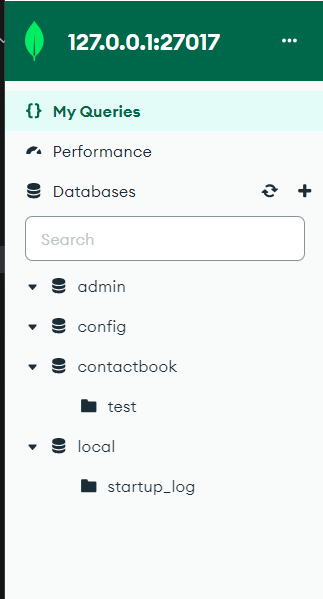 127.0.0.1:27017
My Queries
Performance
Databases
Search
admin
config
contactbook
test
local
startup_log